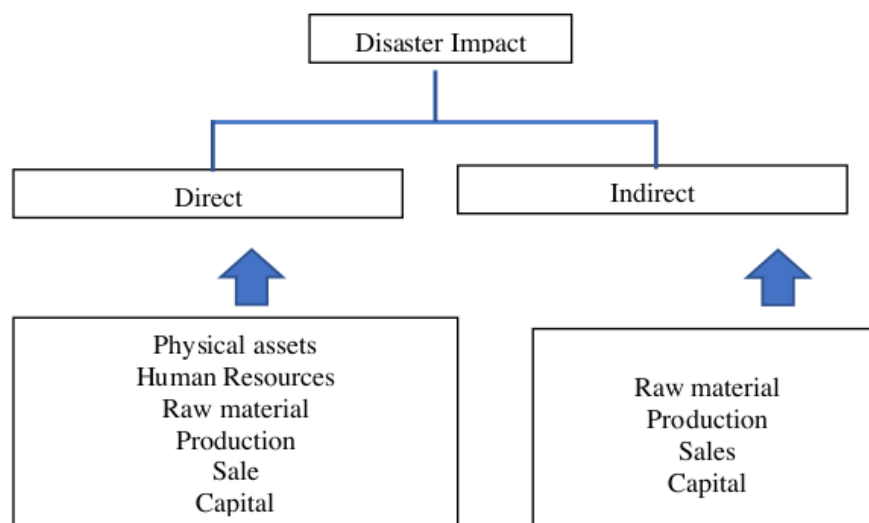 Disaster Impact
Direct
Indirect
Physical assets
Human Resources
Raw material
Production
Sale
Capital
Raw material
Production
Sales
Capital